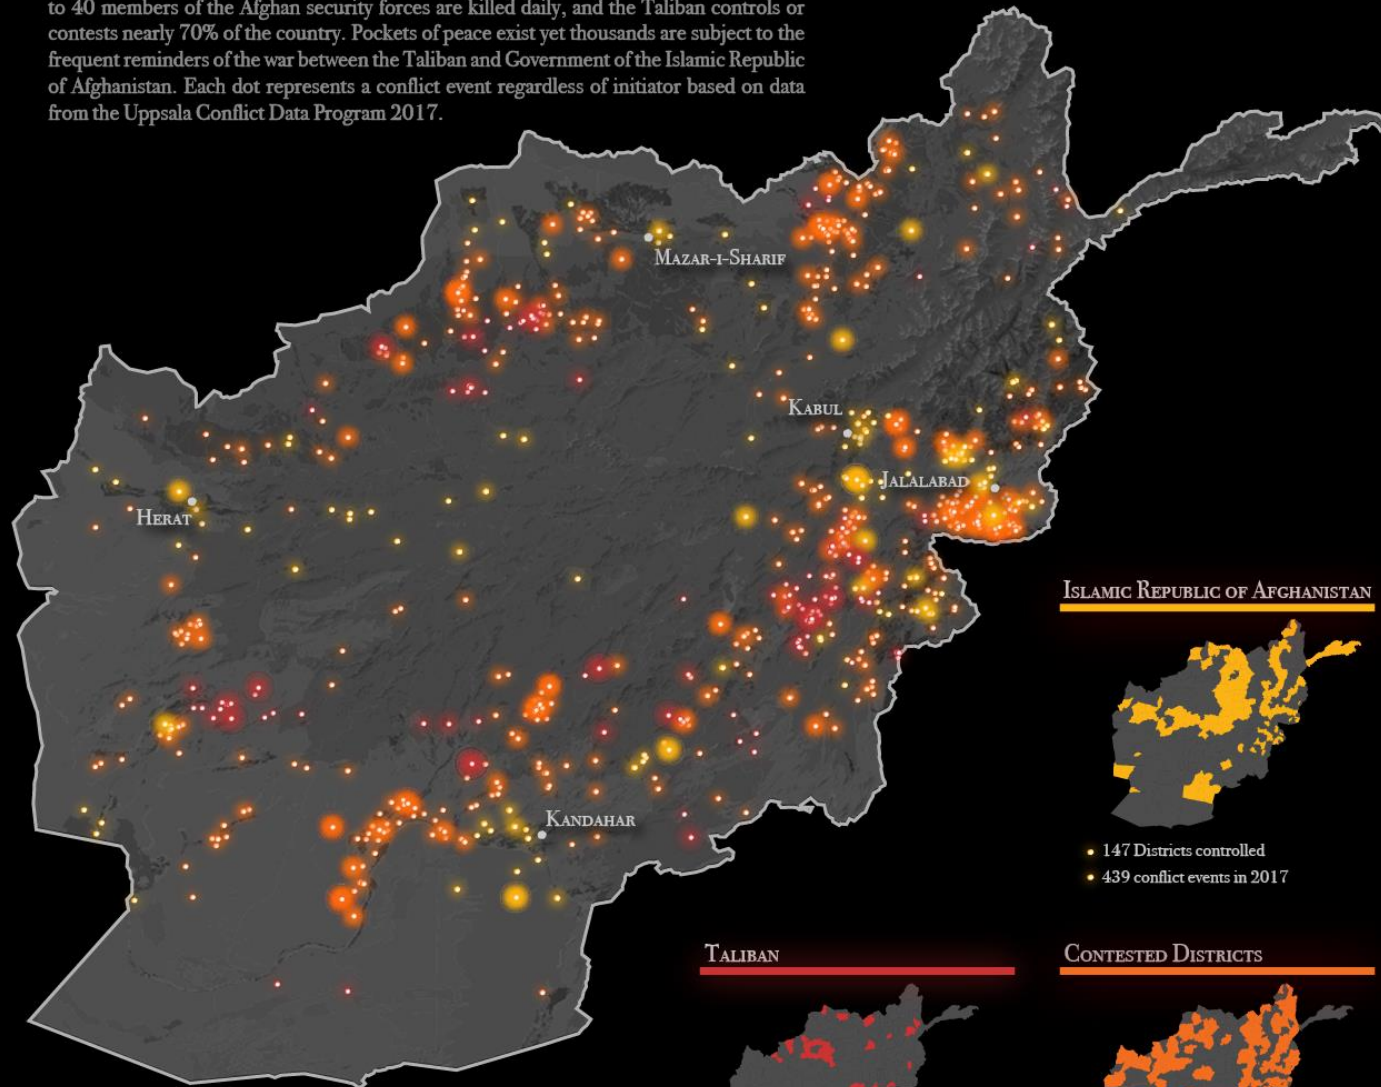 to 40 members of the Afghan security forces are killed daily, and the Taliban controls or
contests nearly 70% of the country. Pockets of peace exist yet thousands are subject to the
frequent reminders of the war between the Taliban and Government of the Islamic Republic
of Afghanistan. Each dot represents a conflict event regardless of initiator based on data
from the Uppsala Conflict Data Program 2017.
Mazar-i-Sharif
Kabul
Jalalabad
Herat
Kandahar
Islamic Republic of Afghanistan
147 Districts controlled
439 conflict events in 2017
Taliban
Contested Districts